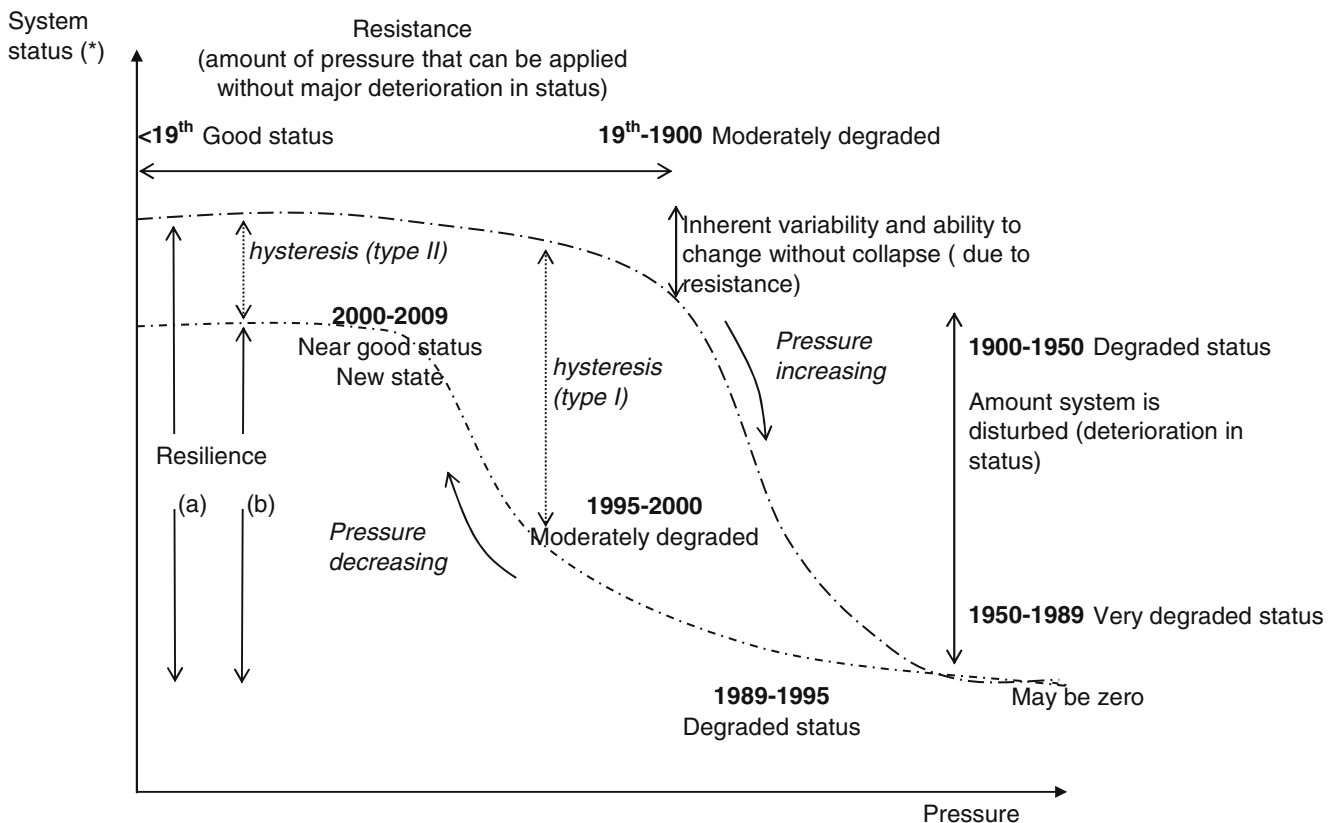 System
status (*)
Resistance
(amount of pressure that can be applied
without major deterioration in status)
<19th Good status
19th-1900 Moderately degraded
Inherent variability and ability to
change without collapse ( due to
resistance)
hysteresis (type II)
2000-2009
Near good status
New state
hysteresis
(type I)
Pressure
increasing
1900-1950 Degraded status
Amount system is
disturbed (deterioration in
status)
Resilience
(a)
(b)
Pressure
decreasing
1995-2000
Moderately degraded
1950-1989 Very degraded status
1989-1995
Degraded status
May be zero
Pressure